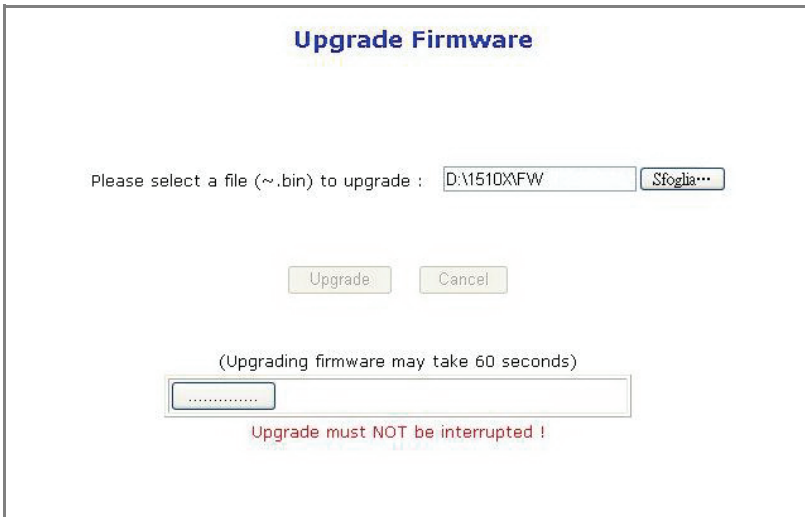 Upgrade Firmware
Please select a file (~.bin) to upgrade : D:\1510X\FW Sfoglia...
Upgrade Cancel
(Upgrading firmware may take 60 seconds)
..............
Upgrade must NOT be interrupted !